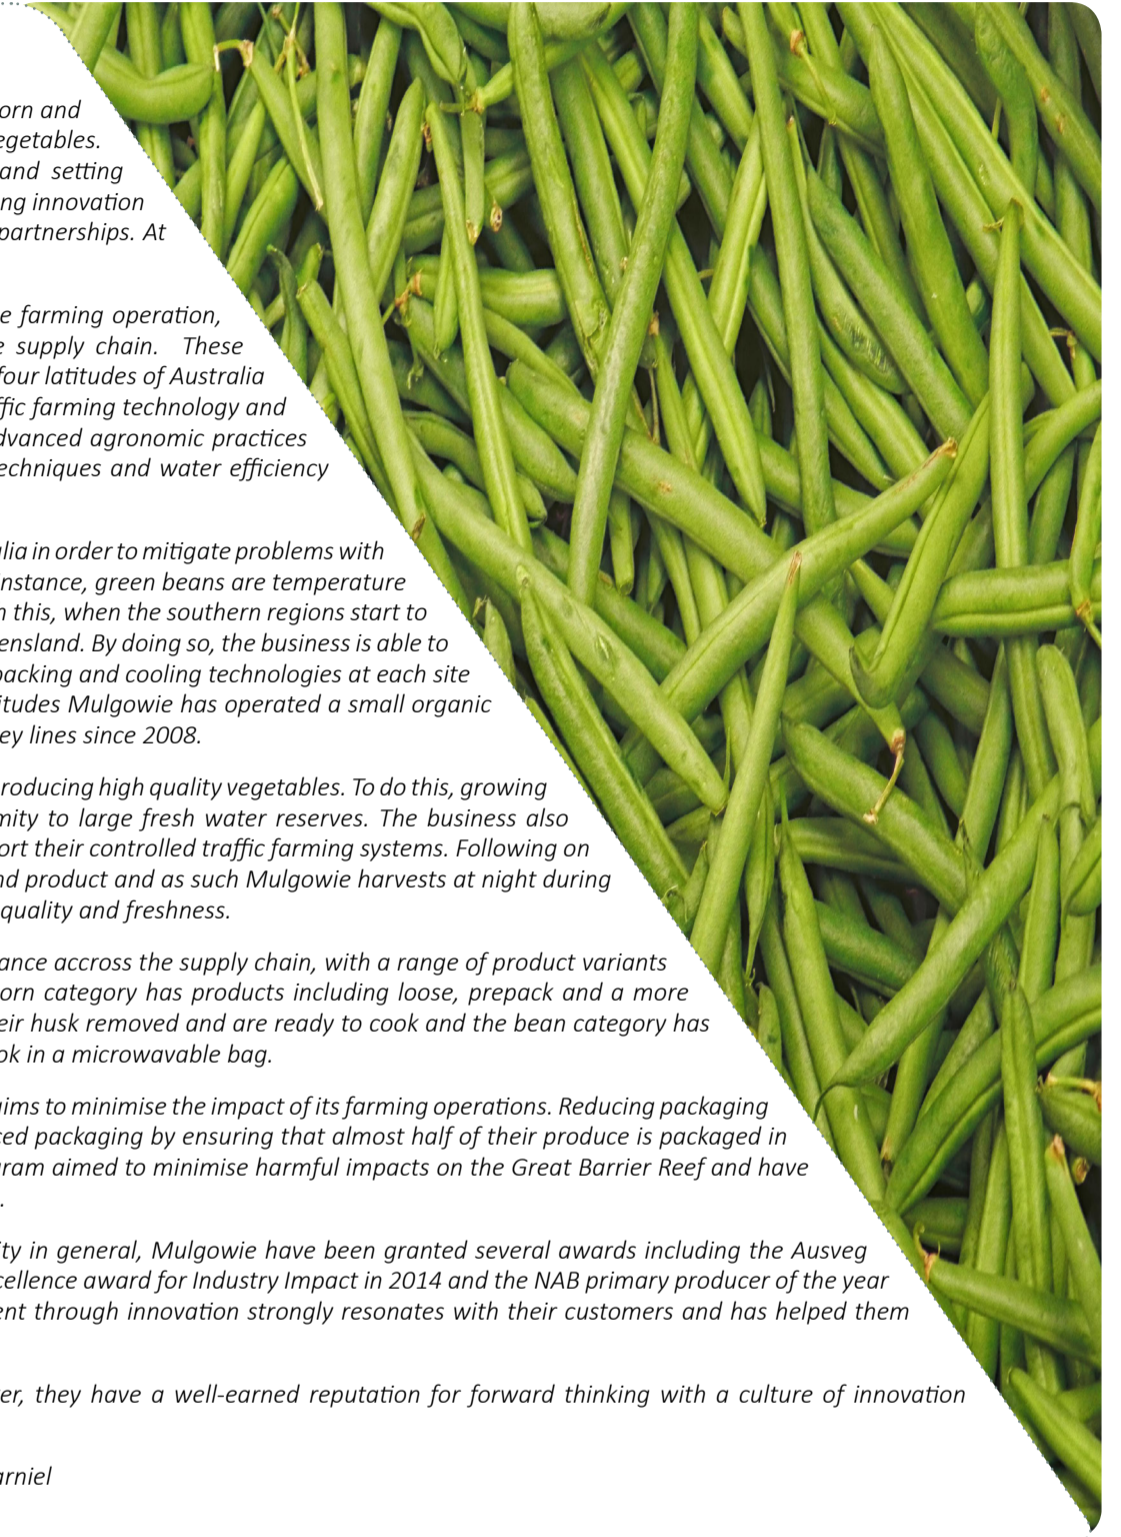 orn and
egetables.
and setting
ng innovation
partnerships. At
e farming operation,
e supply chain. These
four latitudes of Australia
ffic farming technology and
dvanced agronomic practices
echniques and water efficiency
lia in order to mitigate problems with
instance, green beans are temperature
n this, when the southern regions start to
ensland. By doing so, the business is able to
packing and cooling technologies at each site
itudes Mulgowie has operated a small organic
ey lines since 2008.
roducing high quality vegetables. To do this, growing
mity to large fresh water reserves. The business also
ort their controlled traffic farming systems. Following on
nd product and as such Mulgowie harvests at night during
quality and freshness.
ance accross the supply chain, with a range of product variants
orn category has products including loose, prepack and a more
eir husk removed and are ready to cook and the bean category has
ok in a microwavable bag.
aims to minimise the impact of its farming operations. Reducing packaging
ced packaging by ensuring that almost half of their produce is packaged in
gram aimed to minimise harmful impacts on the Great Barrier Reef and have
.
ity in general, Mulgowie have been granted several awards including the Ausveg
cellence award for Industry Impact in 2014 and the NAB primary producer of the year
ent through innovation strongly resonates with their customers and has helped them
er, they have a well-earned reputation for forward thinking with a culture of innovation
arniel